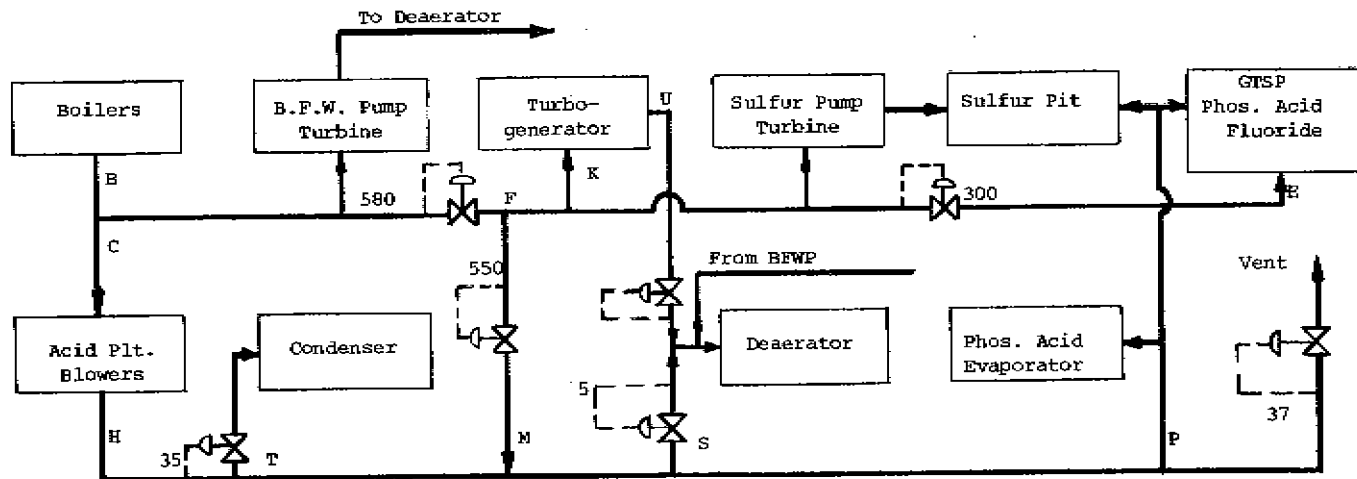 To Deaerator
Boilers
B.F.W. Pump
Turbine
Turbo-
generator
U
Sulfur Pump
Turbine
Sulfur Pit
GTSP
Phos. Acid
Fluoride
B
K
580
F
300
E
C
550
From BFWP
Vent
Acid Plt.
Blowers
Condenser
Deaerator
Phos. Acid
Evaporator
5
37
H
35
T
M
S
P